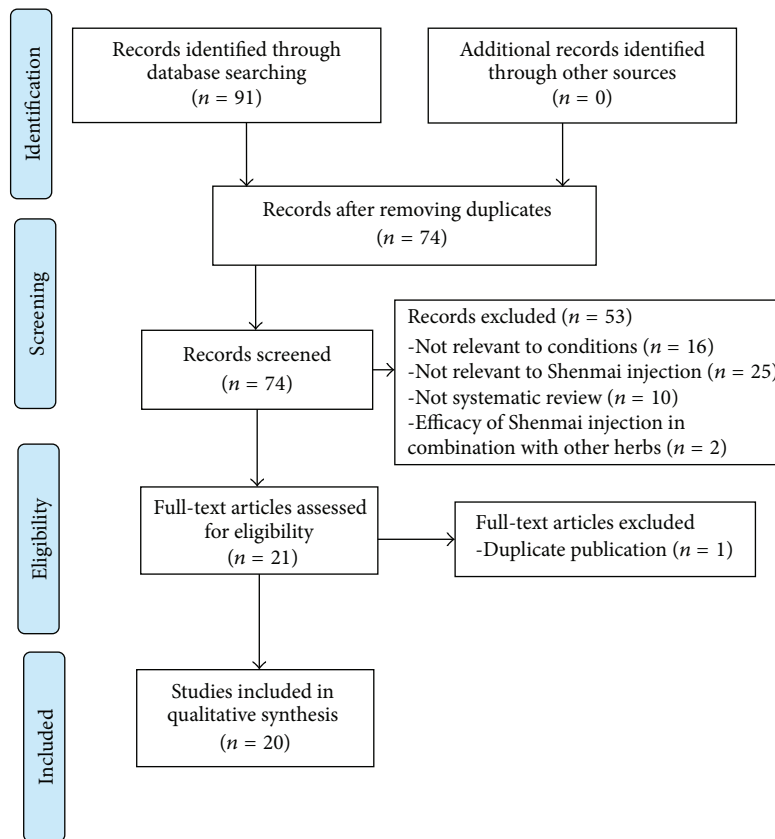 Identification
Records identified through
database searching
(n = 91)
Additional records identified
through other sources
(n = 0)
Records after removing duplicates
(n = 74)
Screening
Records screened
(n = 74)
Records excluded (n = 53)
-Not relevant to conditions (n = 16)
-Not relevant to Shenmai injection (n = 25)
-Not systematic review (n = 10)
-Efficacy of Shenmai injection in
combination with other herbs (n = 2)
Eligibility
Full-text articles assessed
for eligibility
(n = 21)
Full-text articles excluded
-Duplicate publication (n = 1)
Included
Studies included in
qualitative synthesis
(n = 20)